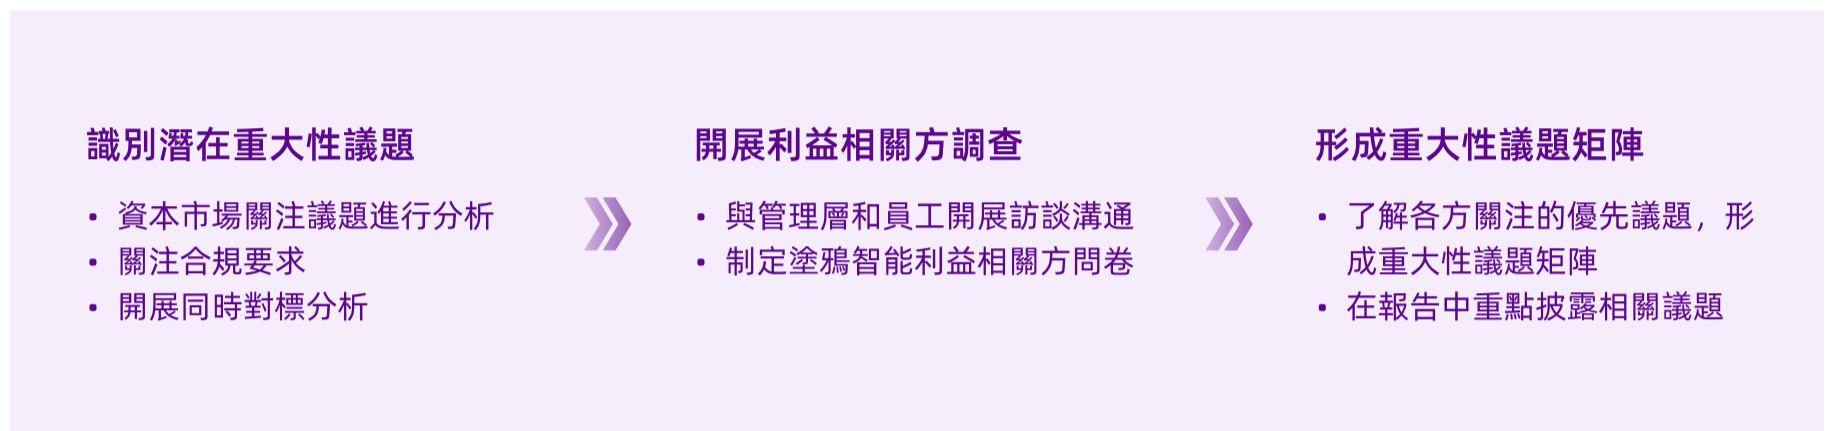 識別潛在重大性議題
• 資本市場關注議題進行分析
• 關注合規要求
• 開展同時對標分析
開展利益相關方調查
• 與管理層和員工開展訪談溝通
• 制定塗鴉智能利益相關方問卷
形成重大性議題矩陣
• 了解各方關注的優先議題，形
成重大性議題矩陣
• 在報告中重點披露相關議題